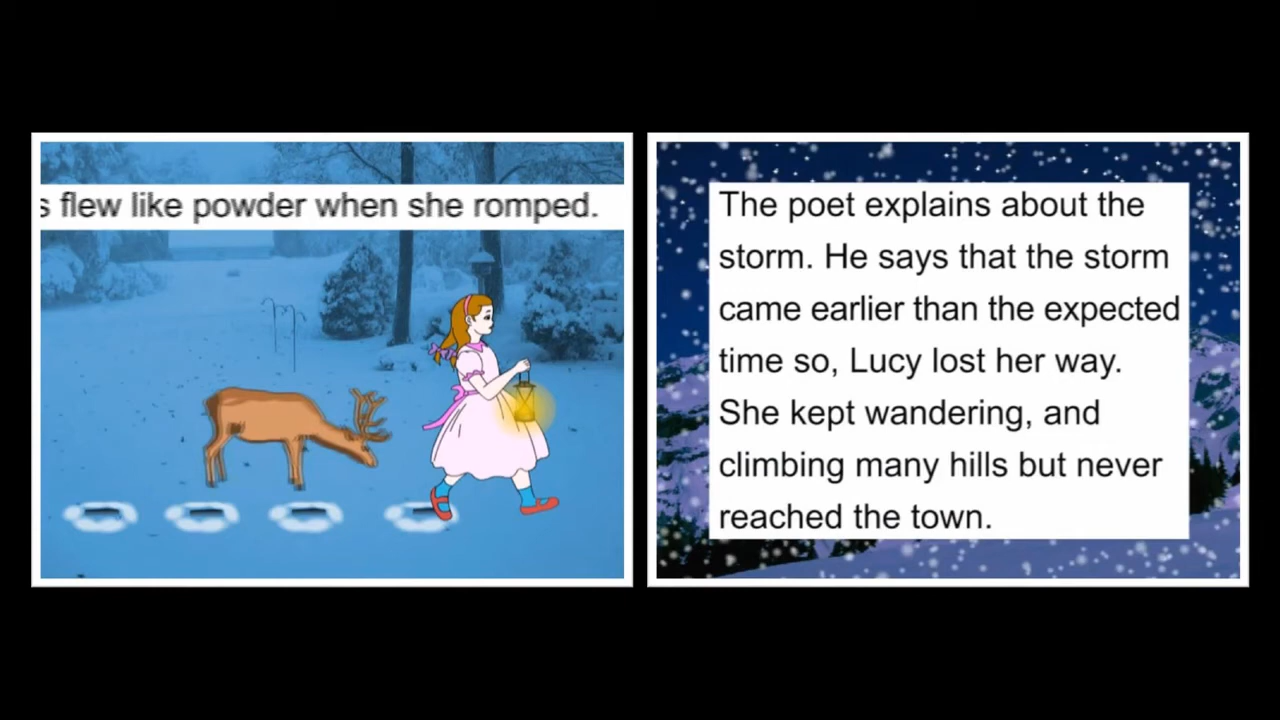 s flew like powder when she romped.
The poet explains about the
storm. He says that the storm
came earlier than the expected
time so, Lucy lost her way.
She kept wandering, and
climbing many hills but never
reached the town.